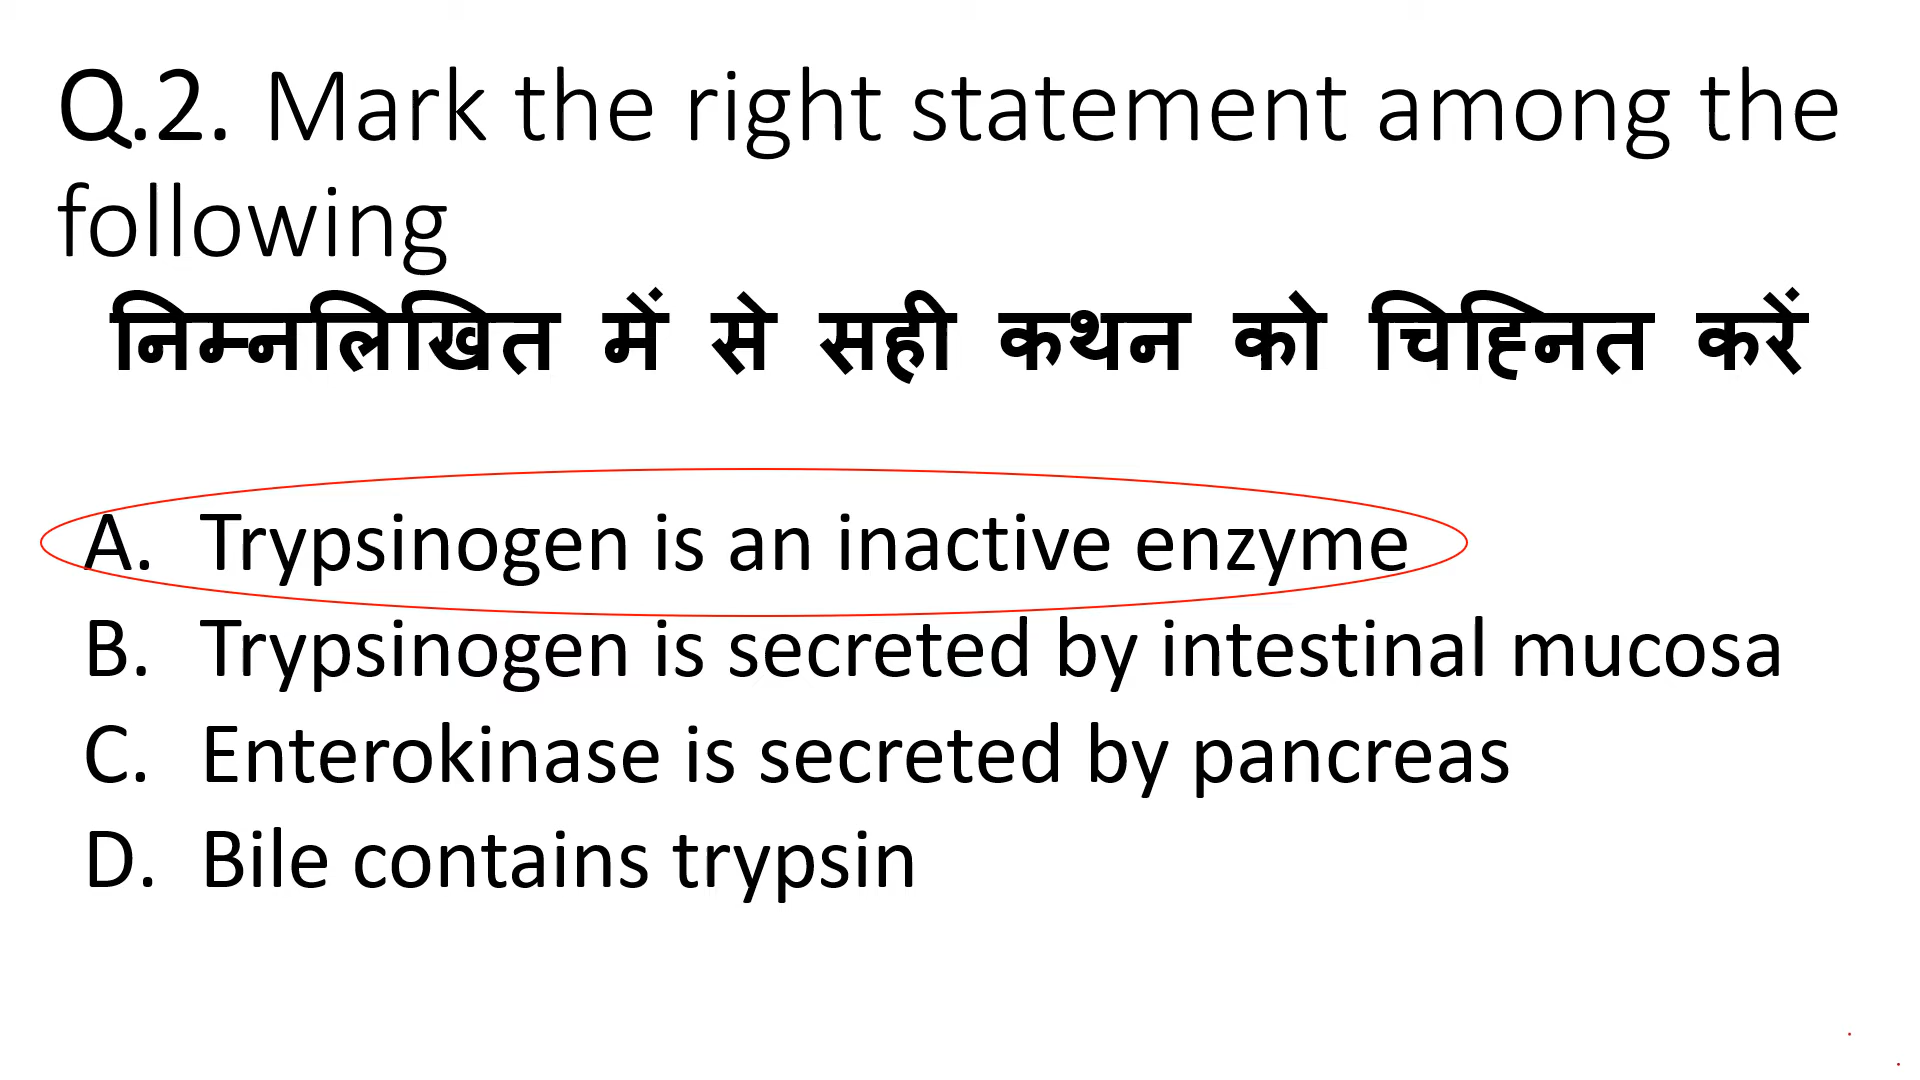 Q.2. Mark the right statement among the
following
निम्नलिखित में से सही कथन को चिह्नित करें
A. Trypsinogen is an inactive enzyme
B. Trypsinogen is secreted by intestinal mucosa
C. Enterokinase is secreted by pancreas
D. Bile contains trypsin